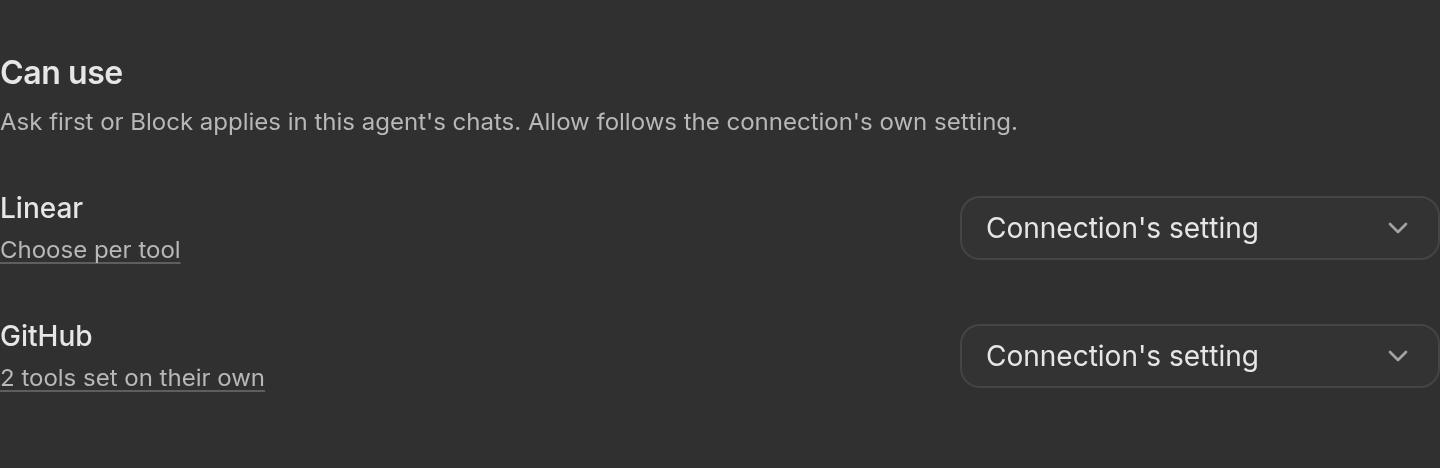 Can use
Ask first or Block applies in this agent's chats. Allow follows the connection's own setting.
Linear
Connection's setting
Choose per tool
GitHub
Connection's setting
2 tools set on their own